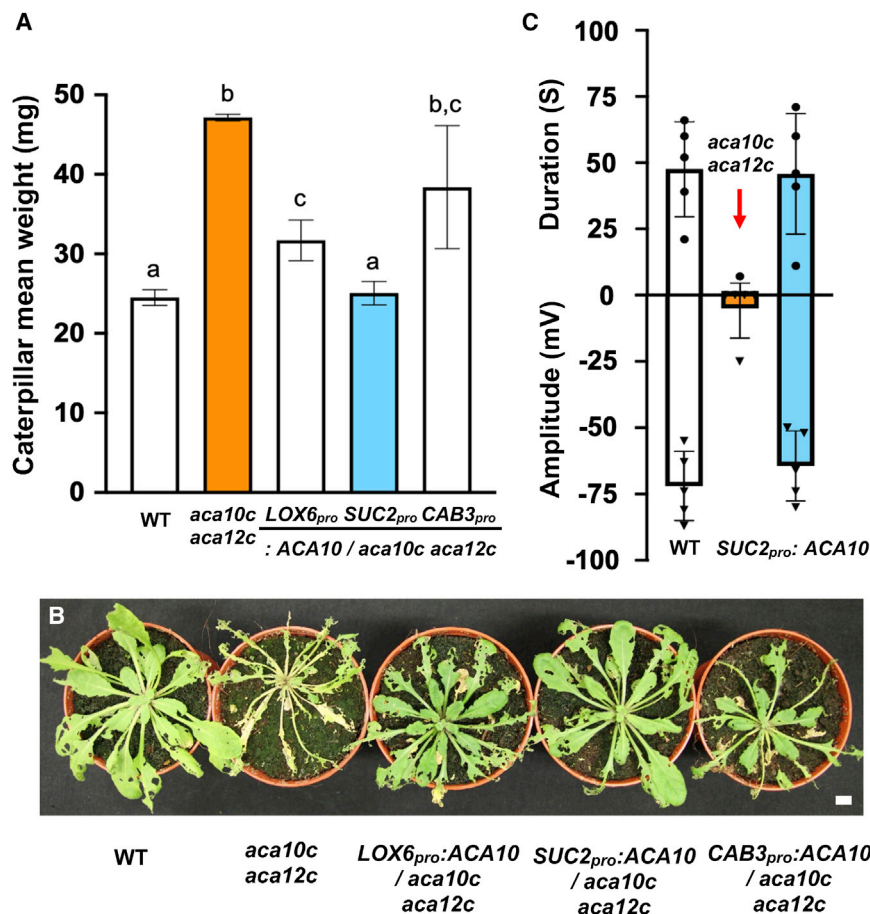 A
Caterpillar mean weight (mg)
50
40
30
20
10
0
a
b
c
a
b,c
WT
aca10c
aca12c
LOX6pro SUC2pro CAB3pro
: ACA10 / aca10c aca12c
C
Duration (S)
Amplitude (mV)
100
75
50
25
0
-25
-50
-75
-100
aca10c
aca12c
WT
SUC2pro: ACA10
B
WT
aca10c
aca12c
LOX6pro:ACA10
/ aca10c
aca12c
SUC2pro:ACA10
/ aca10c
aca12c
CAB3pro:ACA10
/ aca10c
aca12c